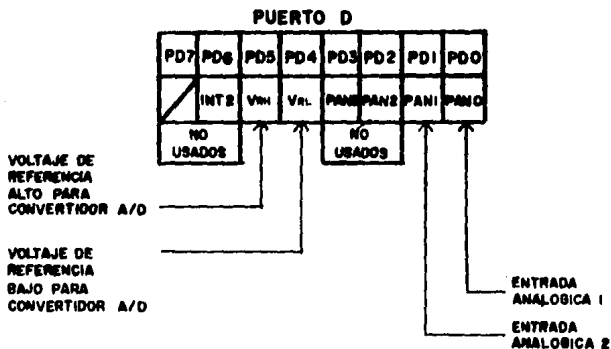 PUERTO D
PD7 PD6 PD5 PD4 PD3 PD2 PD1 PD0
INT2 VRH VRL PAN3 PAN2 PAN1 PAN0
NO
USADOS
NO
USADOS
VOLTAJE DE
REFERENCIA
ALTO PARA
CONVERTIDOR A/D
VOLTAJE DE
REFERENCIA
BAJO PARA
CONVERTIDOR A/D
ENTRADA
ANALOGICA 1
ENTRADA
ANALOGICA 2